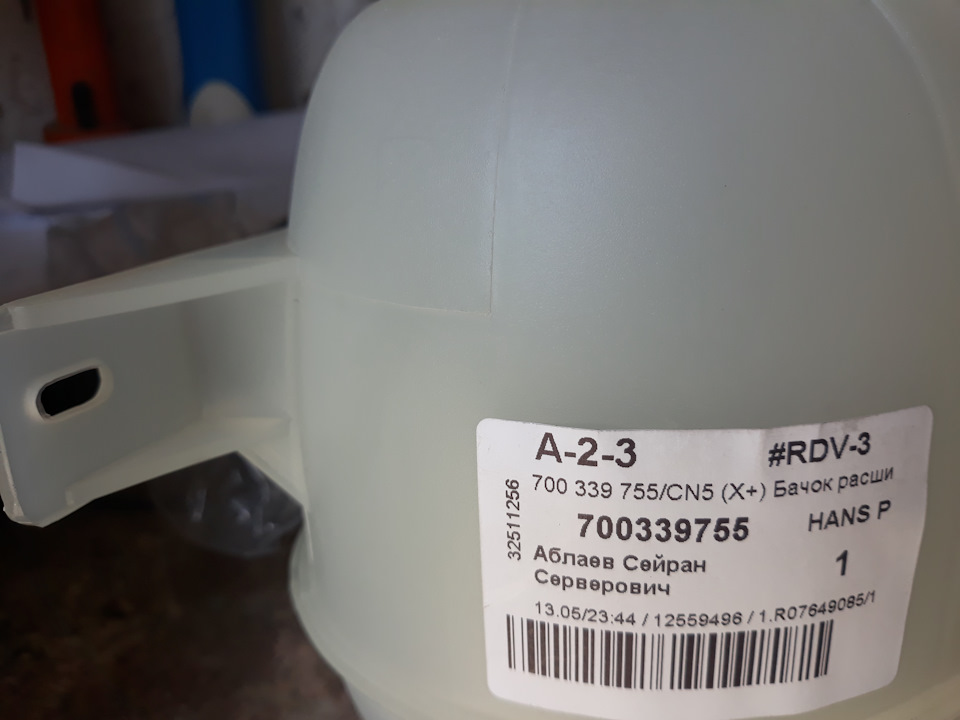 A-2-3 #RDV-3
700 339 755/CN5 (X+) Бачок расши
32511256
700339755 HANS P
Аблаев Сейран 1
Серверович
13.05/23:44 / 12559496 / 1.R07649085/1